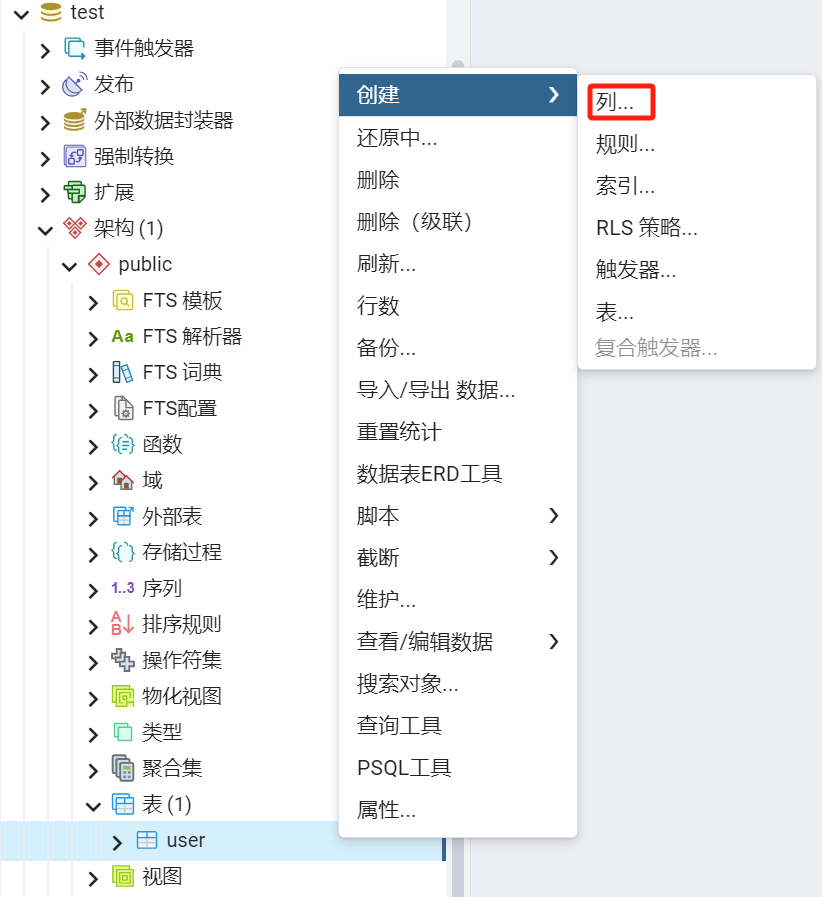 test
事件触发器
发布
外部数据封装器
强制转换
扩展
架构 (1)
public
FTS 模板
Aa FTS 解析器
FTS 词典
FTS配置
函数
域
外部表
存储过程
1..3 序列
AB 排序规则
操作符集
物化视图
类型
聚合集
表 (1)
user
视图
创建
还原中...
删除
删除（级联）
刷新...
行数
备份...
导入/导出 数据...
重置统计
数据表ERD工具
脚本
截断
维护...
查看/编辑数据
搜索对象...
查询工具
PSQL工具
属性...
列...
规则...
索引...
RLS 策略...
触发器...
表...
复合触发器...